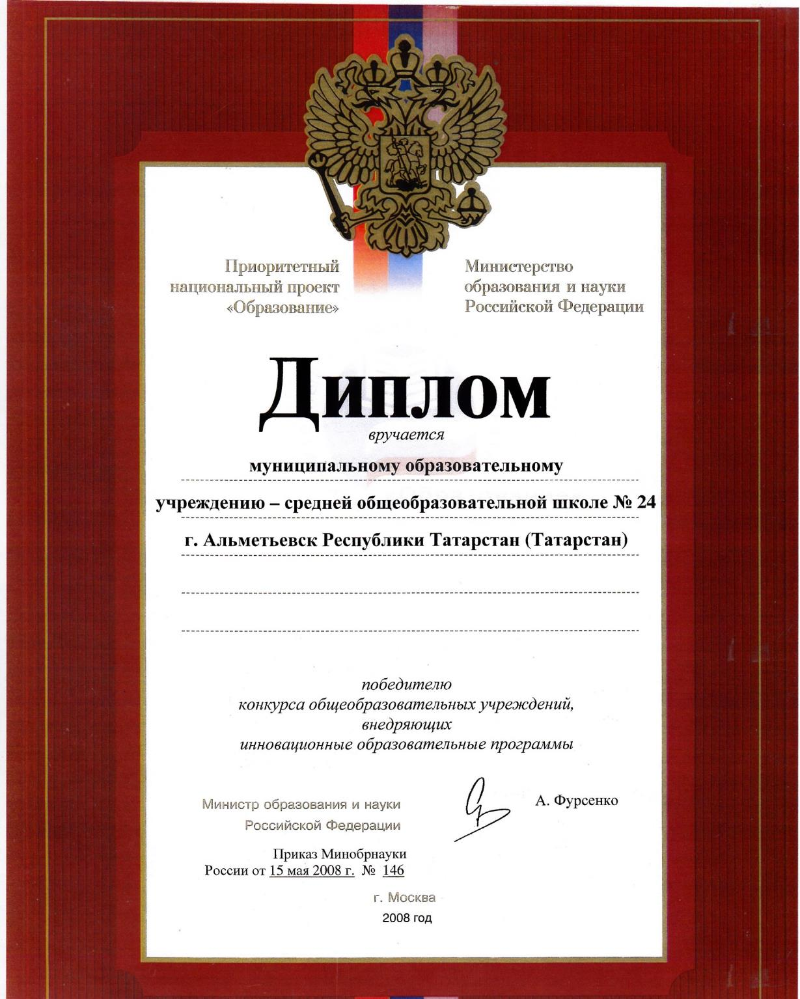 Приоритетный
национальный проект
«Образование»
Министерство
образования и науки
Российской Федерации
Диплом
вручается
муниципальному образовательному
учреждению – средней общеобразовательной школе № 24
г. Альметьевск Республики Татарстан (Татарстан)
победителю
конкурса общеобразовательных учреждений,
внедряющих
инновационные образовательные программы
Министр образования и науки
Российской Федерации
А. Фурсенко
Приказ Минобрнауки
России от 15 мая 2008 г. № 146
г. Москва
2008 год